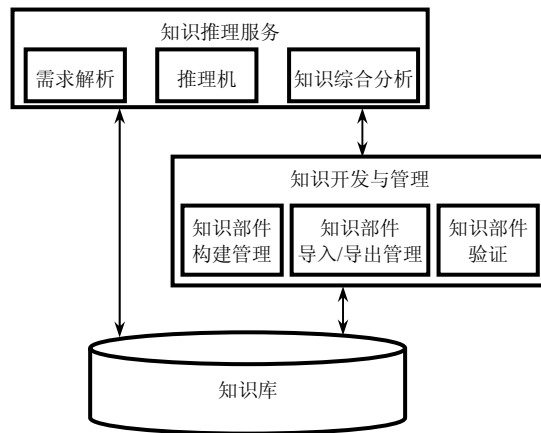 知识推理服务
需求解析
推理机
知识综合分析
知识开发与管理
知识部件
构建管理
知识部件
导入/导出管理
知识部件
验证
知识库